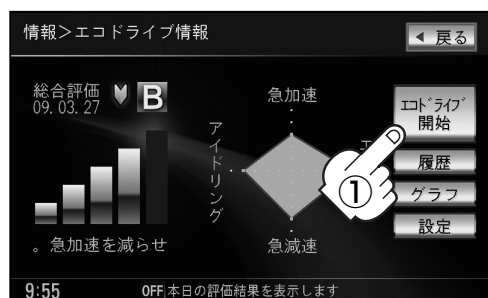 情報＞エコドライブ情報
◀ 戻る
総合評価
09.03.27
B
急加速
アイドリング
エ
急減速
エコドライブ
開始
①
履歴
グラフ
設定
。急加速を減らせ
9:55
OFF 本日の評価結果を表示します